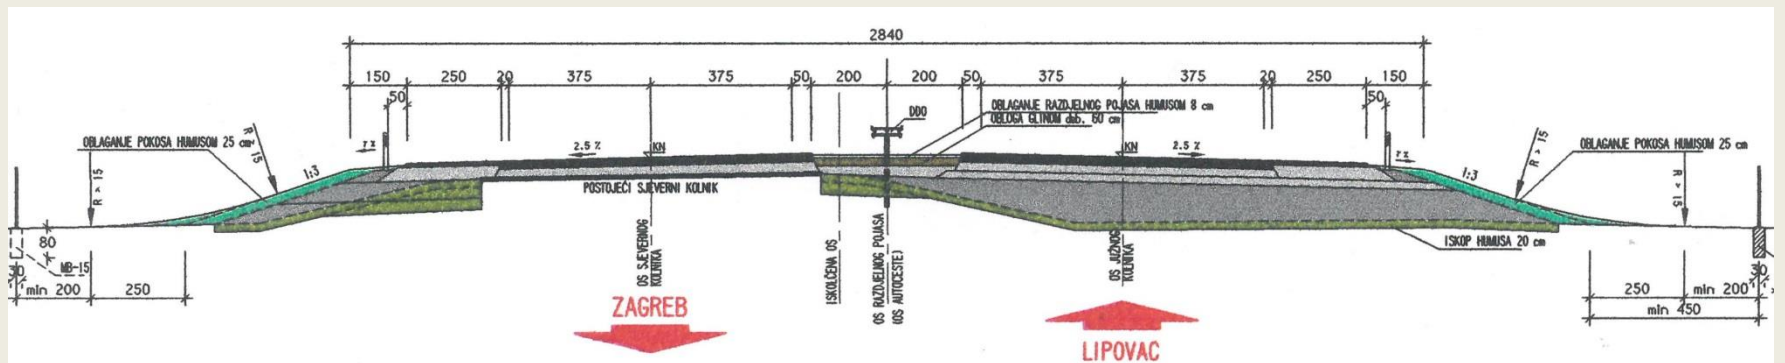 2840
150 250 20 375 375 50 200 200 50 375 375 20 250 150
50 50
OBLAGANJE POKOSA HUMUSOM 25 cm
R > 15
R > 15
1:3
2.5 %
KN
DDO
OBLAGANJE RAZDJELNOG POJASA HUMUSOM 8 cm
OBLOGA GLINOM deb. 60 cm
KN
2.5 %
1:3
R > 15
R > 15
OBLAGANJE POKOSA HUMUSOM 25 cm
POSTOJEĆI SJEVERNI KOLNIK
ISKOP HUMUSA 20 cm
80
MB-15
30
min 200
250
OS SJEVERNOG
KOLNIKA
ISKOLČENA OS
OS RAZDJELNOG POJASA
(OS AUTOCESTE)
OS JUŽNOG
KOLNIKA
30
250
min 200
min 450
ZAGREB
LIPOVAC